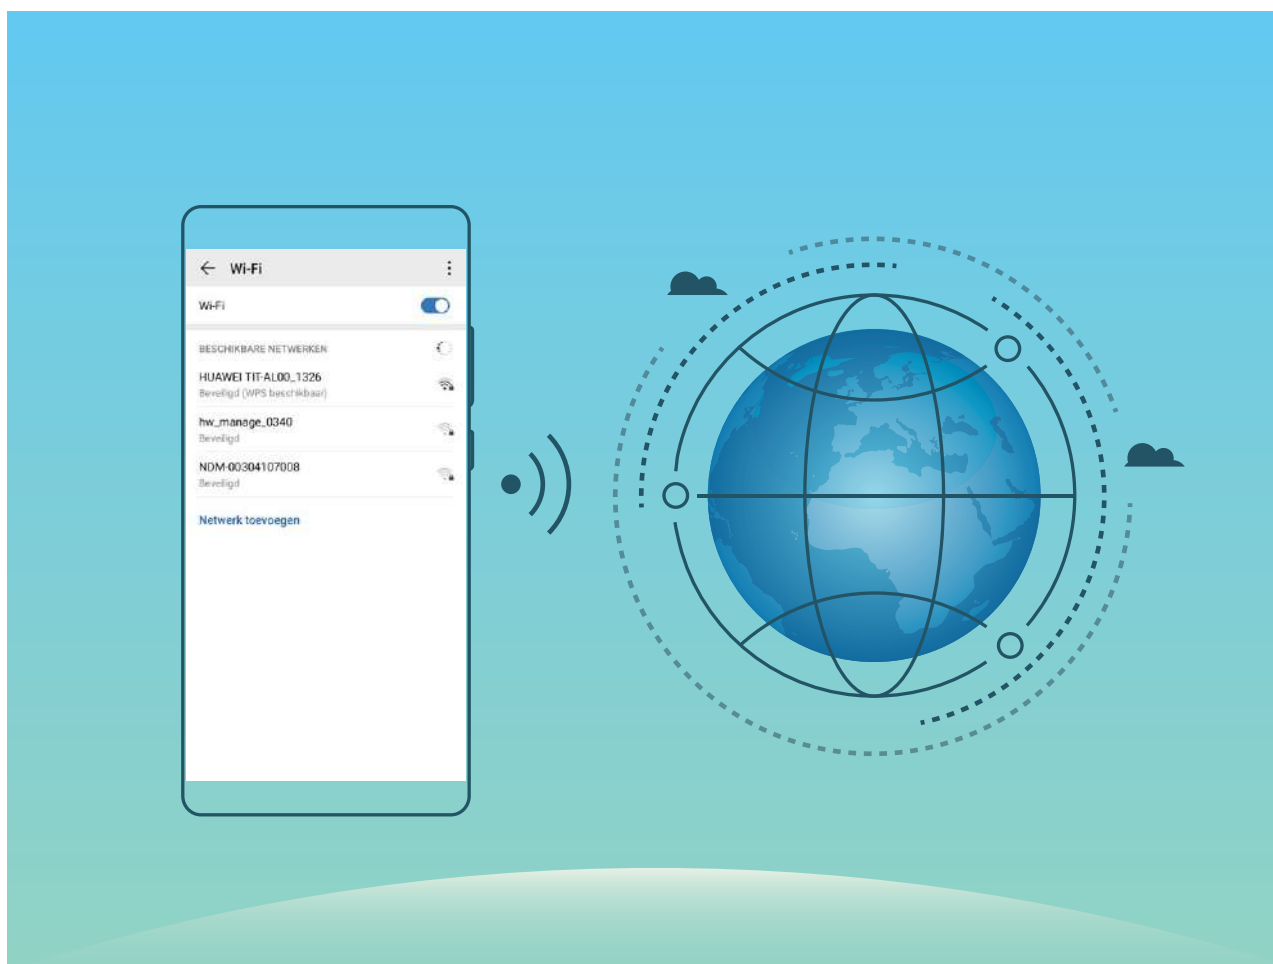 Wi-Fi
Wi-Fi
BESCHIKBARE NETWERKEN
HUAWEI TIT-AL00_1326
Beveiligd (WPS beschikbaar)
hw_manage_0340
Beveiligd
NDM-00304107008
Beveiligd
Netwerk toevoegen